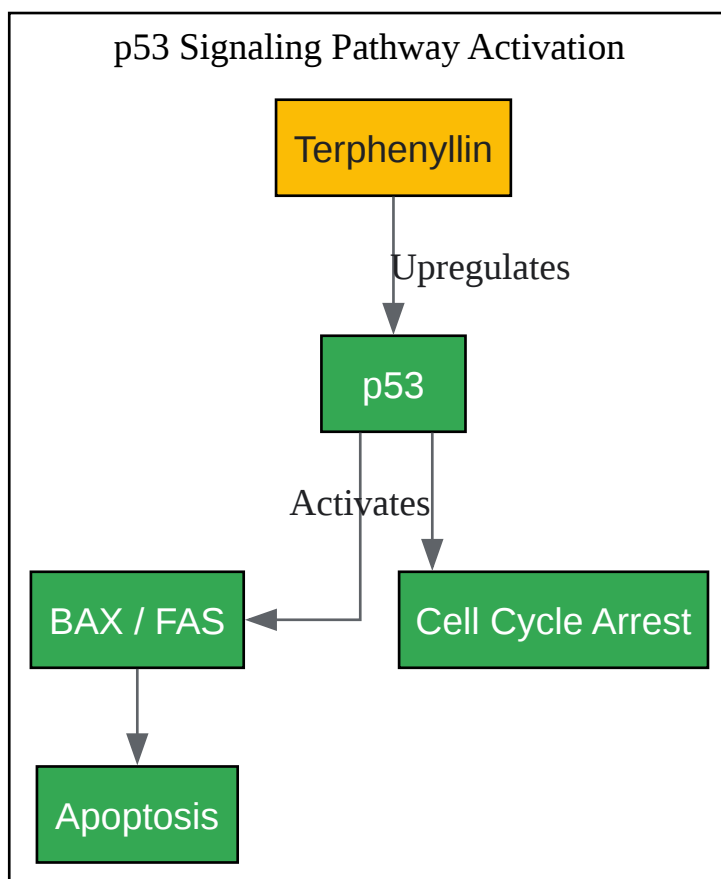 p53 Signaling Pathway Activation
Terphenyllin
Upregulates
p53
Activates
BAX / FAS
Cell Cycle Arrest
Apoptosis